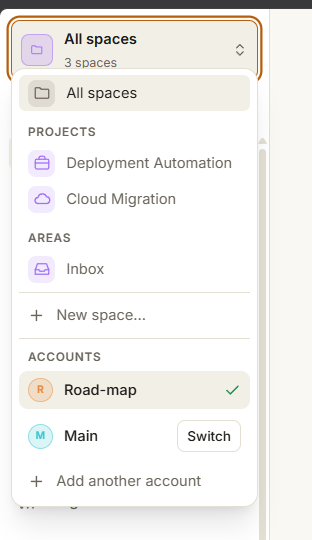 All spaces
3 spaces
All spaces
PROJECTS
Deployment Automation
Cloud Migration
AREAS
Inbox
New space...
ACCOUNTS
R Road-map
M Main Switch
Add another account